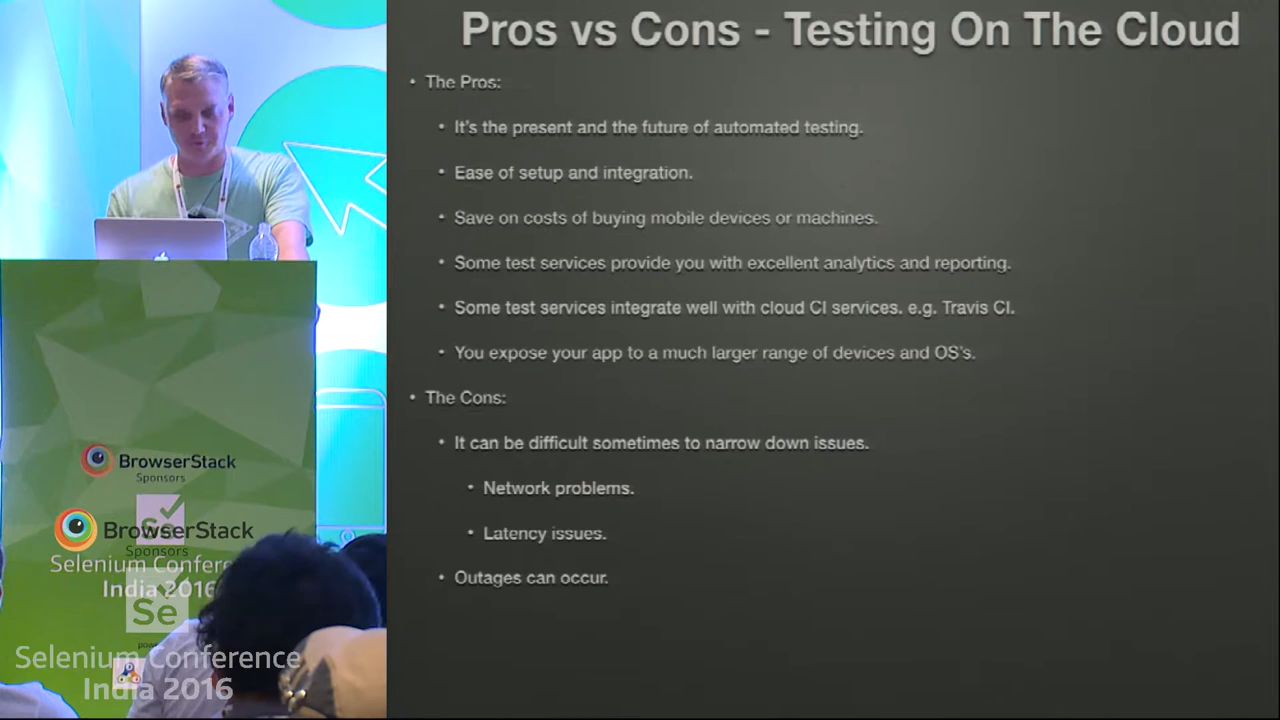 Pros vs Cons - Testing On The Cloud
• The Pros:
• It's the present and the future of automated testing.
• Ease of setup and integration.
• Save on costs of buying mobile devices or machines.
• Some test services provide you with excellent analytics and reporting.
• Some test services integrate well with cloud CI services. e.g. Travis CI.
• You expose your app to a much larger range of devices and OS's.
• The Cons:
• It can be difficult sometimes to narrow down issues.
• Network problems.
• Latency issues.
• Outages can occur.
BrowserStack
Sponsors
Se
BrowserStack
Sponsors
Selenium Confere
India 2016
Se
Selenium Conference
India 2016